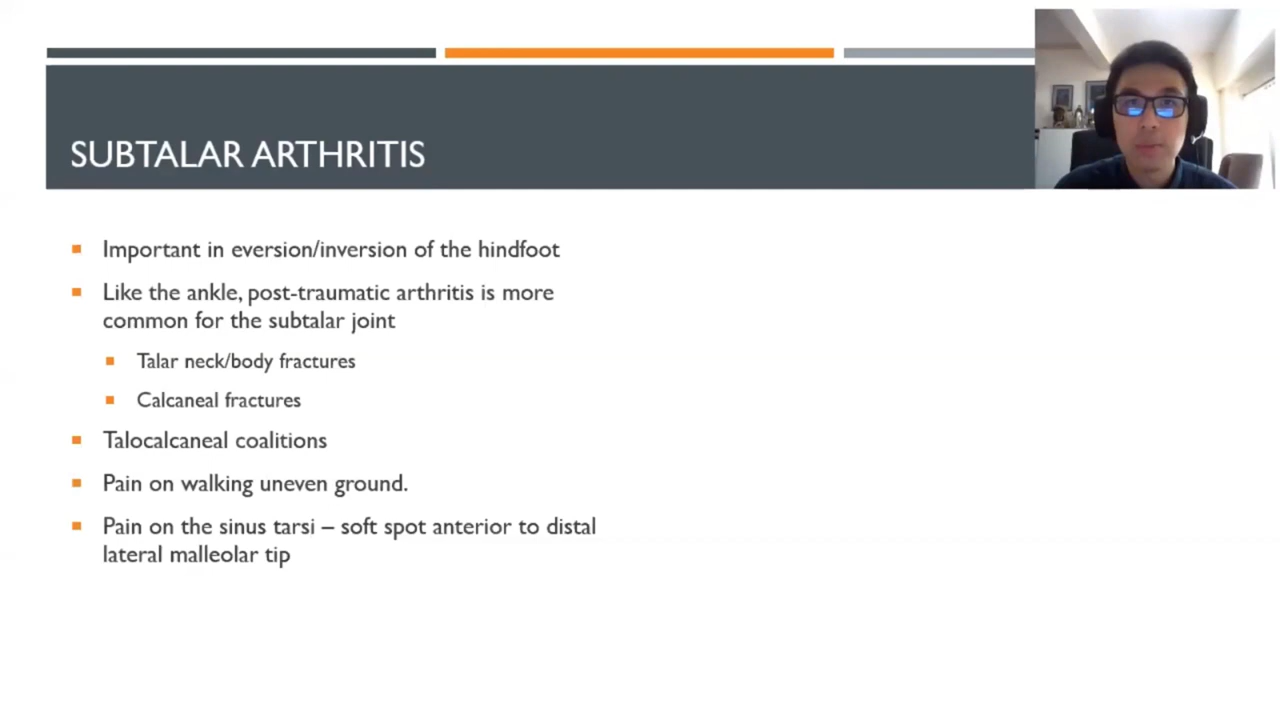 SUBTALAR ARTHRITIS
Important in eversion/inversion of the hindfoot
Like the ankle, post-traumatic arthritis is more
common for the subtalar joint
Talar neck/body fractures
Calcaneal fractures
Talocalcaneal coalitions
Pain on walking uneven ground.
Pain on the sinus tarsi – soft spot anterior to distal
lateral malleolar tip